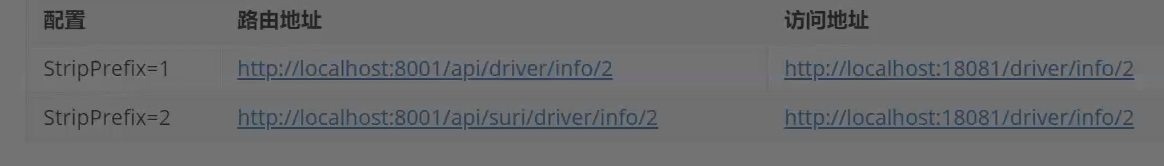 配置 路由地址 访问地址
StripPrefix=1 http://localhost:8001/api/driver/info/2 http://localhost:18081/driver/info/2
StripPrefix=2 http://localhost:8001/api/suri/driver/info/2 http://localhost:18081/driver/info/2